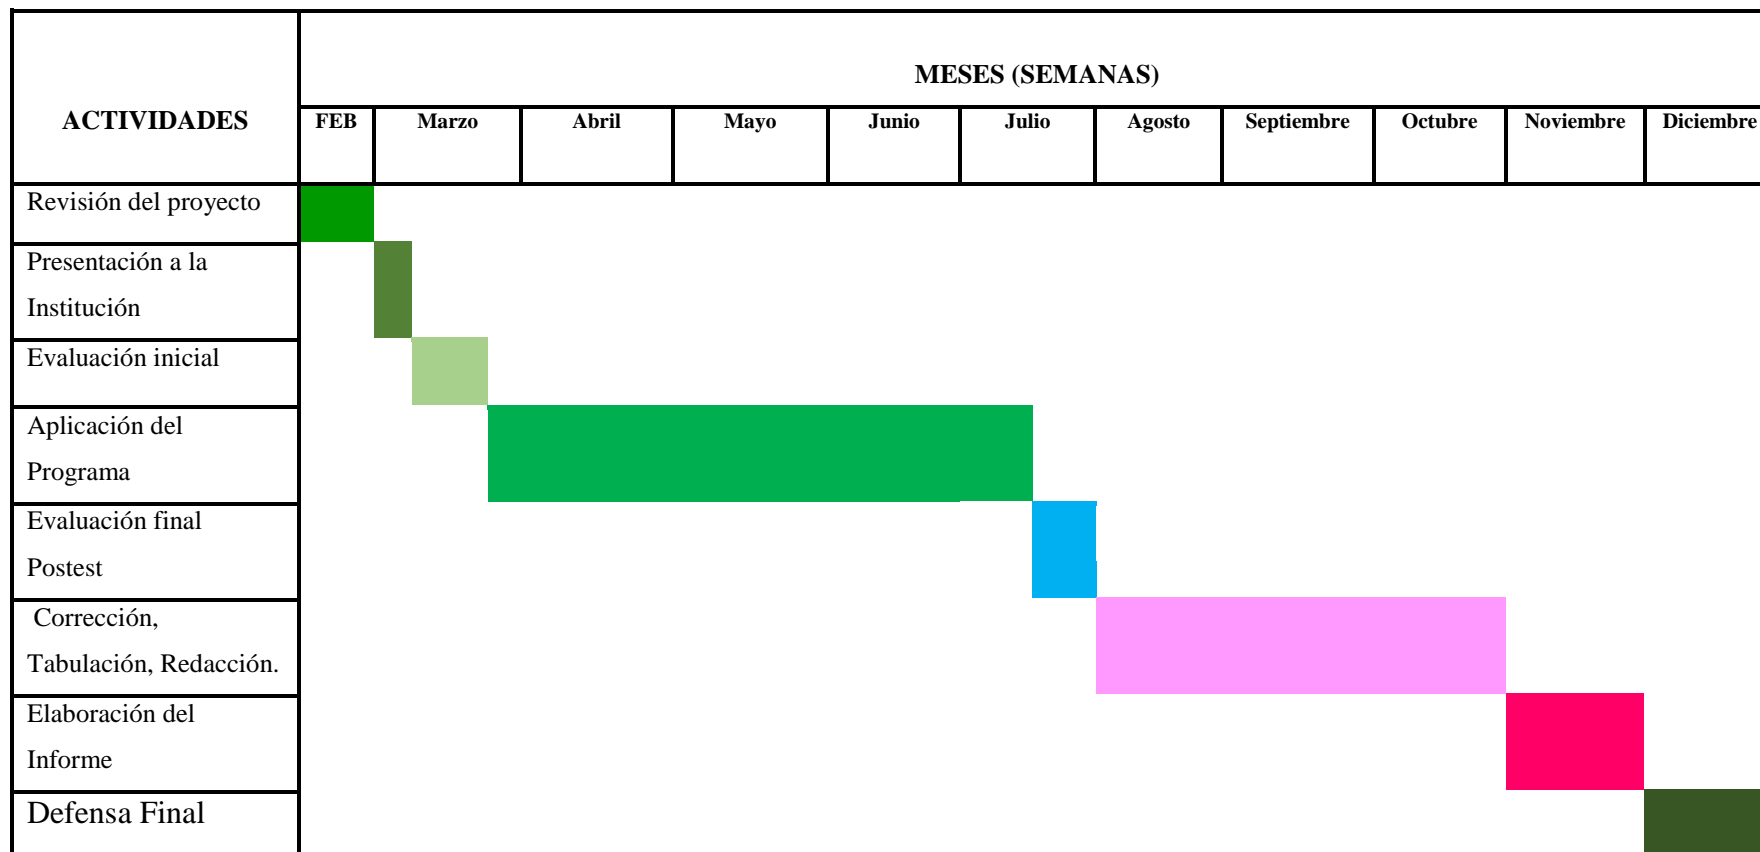 MESES (SEMANAS)
ACTIVIDADES
FEB Marzo Abril Mayo Junio Julio Agosto Septiembre Octubre Noviembre Diciembre
Revisión del proyecto
Presentación a la
Institución
Evaluación inicial
Aplicación del
Programa
Evaluación final
Postest
Corrección,
Tabulación, Redacción.
Elaboración del
Informe
Defensa Final